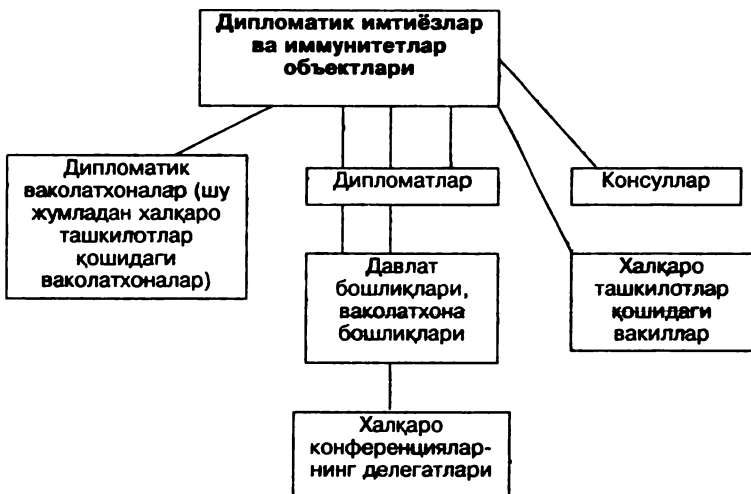 Дипломатик имтиёзлар
ва иммунитетлар
объектлари
Дипломатик
ваколатхоналар (шу
жумладан халқаро
ташкилотлар
қошидаги
ваколатхоналар)
Дипломатлар
Консуллар
Давлат
бошлиқлари,
ваколатхона
бошлиқлари
Халқаро
ташкилотлар
қошидаги
вакиллар
Халқаро
конференциялар-
нинг делегатлари